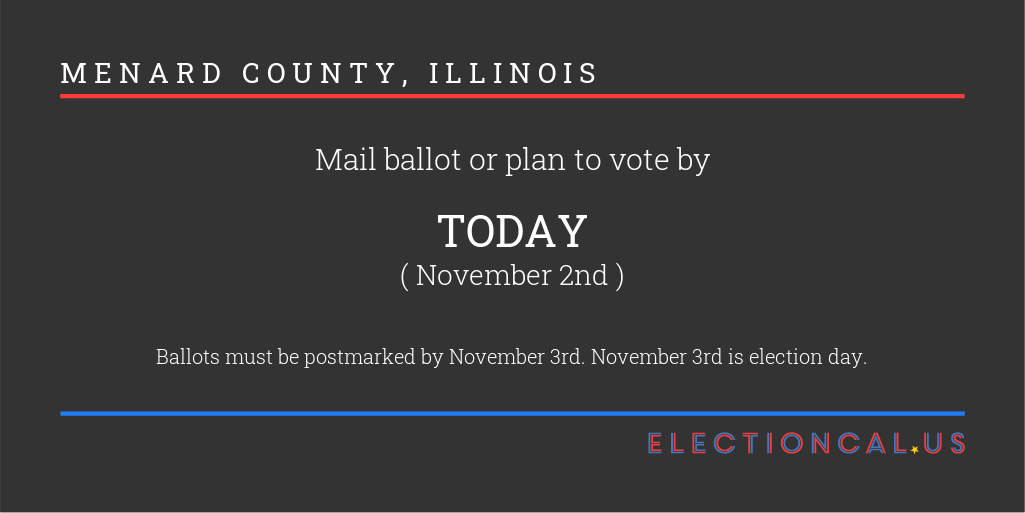 MENARD COUNTY, ILLINOIS
Mail ballot or plan to vote by
TODAY
( November 2nd )
Ballots must be postmarked by November 3rd. November 3rd is election day.
ELECTIONCAL.US